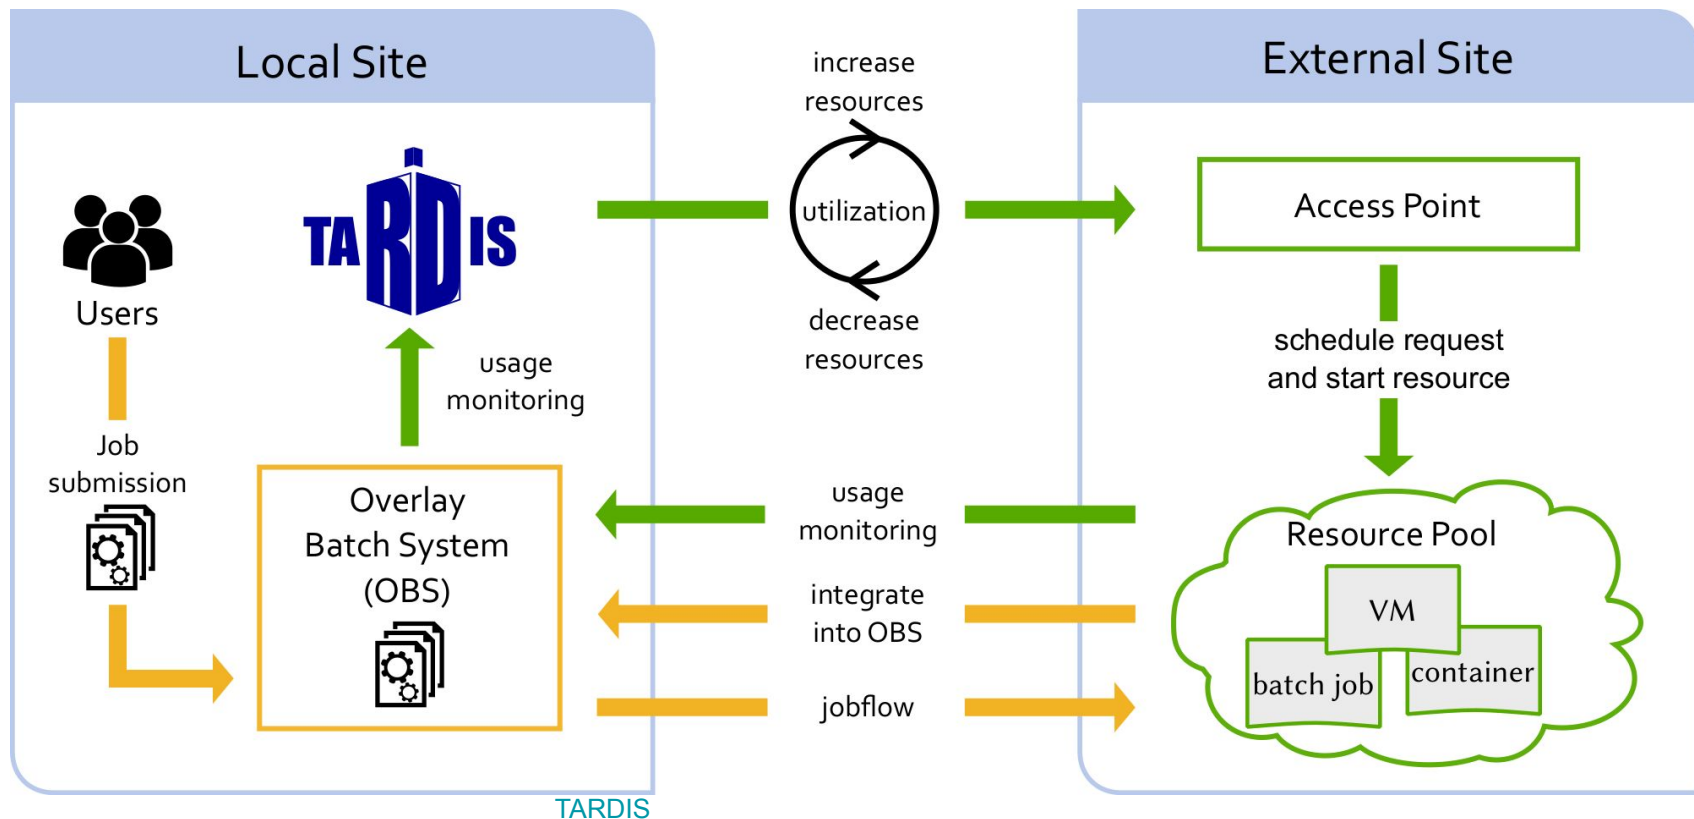 Local Site
External Site
increase
resources
utilization
decrease
resources
TARDIS
Users
usage
monitoring
Job
submission
Overlay
Batch System
(OBS)
Access Point
schedule request
and start resource
usage
monitoring
integrate
into OBS
jobflow
Resource Pool
VM
batch job
container
TARDIS